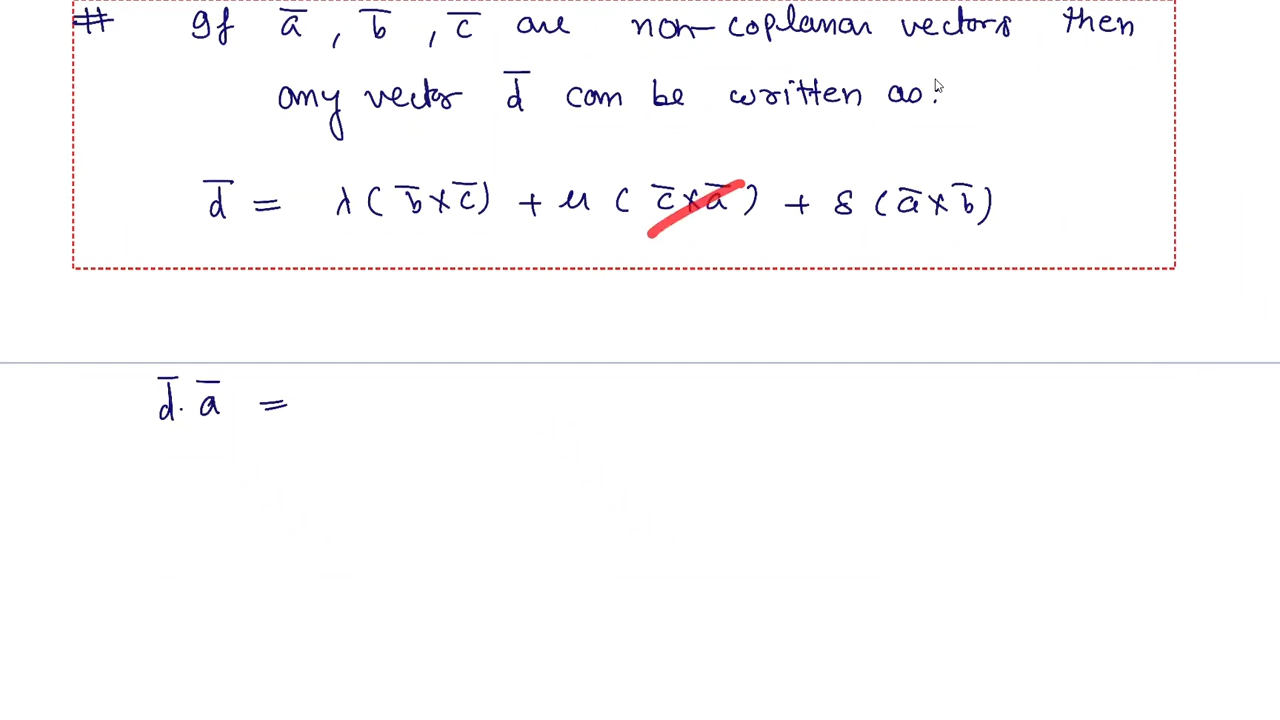 # If a̅ , b̅ , c̅ are non-coplanar vectors then
any vector d̅ can be written as:
d̅ = λ ( b̅ × c̅ ) + μ ( c̅ × a̅ ) + δ ( a̅ × b̅ )
d̅ . a̅ =